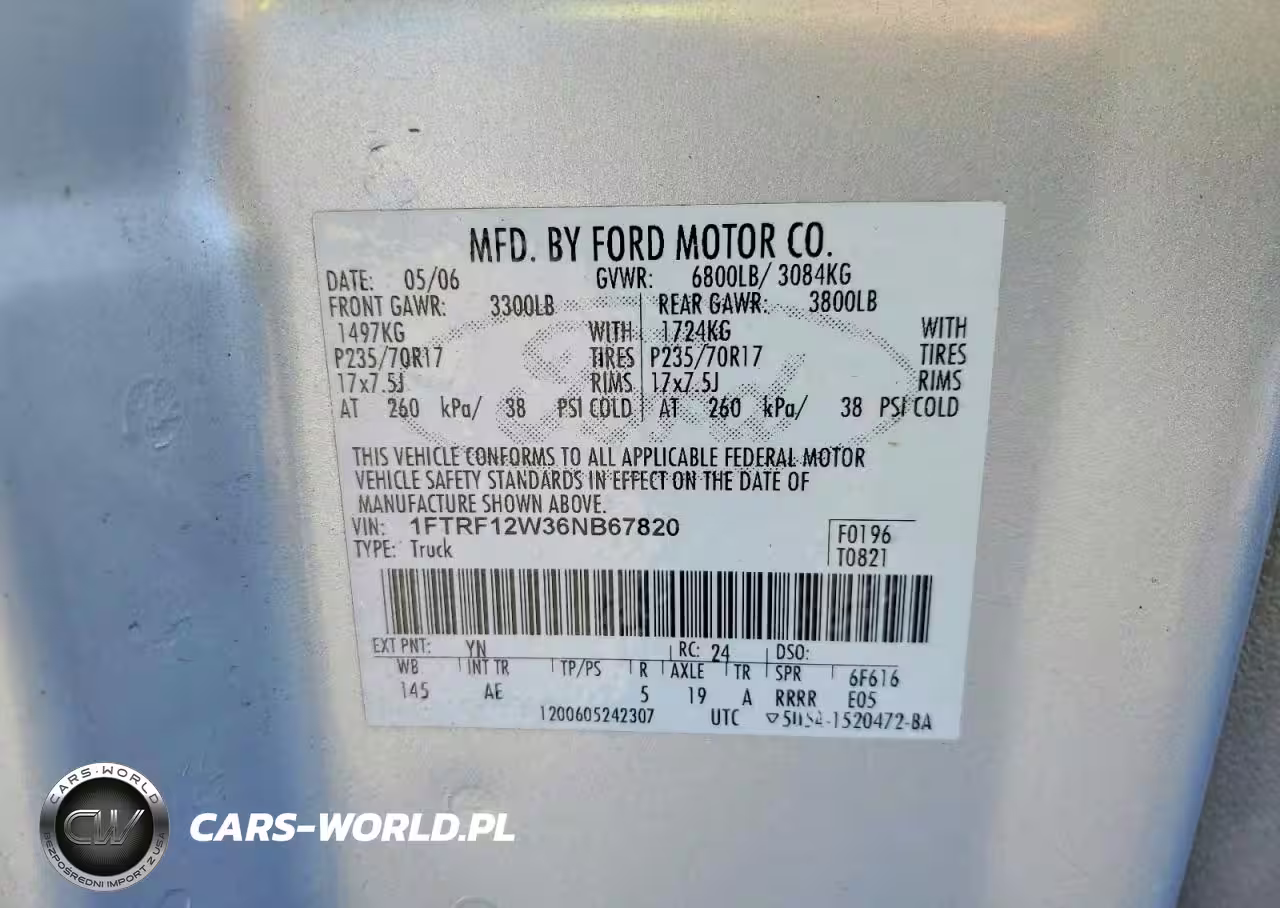 MFD. BY FORD MOTOR CO.
DATE: 05/06 GVWR: 6800LB/ 3084KG
FRONT GAWR: 3300LB REAR GAWR: 3800LB
1497KG WITH 1724KG WITH
P235/70R17 TIRES P235/70R17 TIRES
17x7.5J RIMS 17x7.5J RIMS
AT 260 kPa/ 38 PSI COLD AT 260 kPa/ 38 PSI COLD
Ford
THIS VEHICLE CONFORMS TO ALL APPLICABLE FEDERAL MOTOR
VEHICLE SAFETY STANDARDS IN EFFECT ON THE DATE OF
MANUFACTURE SHOWN ABOVE.
VIN: 1FTRF12W36NB67820 F0196
TYPE: Truck T0821
EXT PNT: YN RC: 24 DSO:
WB INT TR TP/PS R AXLE TR SPR 6F616
145 AE 5 19 A RRRR E05
1200605242307 UTC
CARS-WORLD
CW
BEZPOŚREDNI IMPORT Z USA
CARS-WORLD.PL